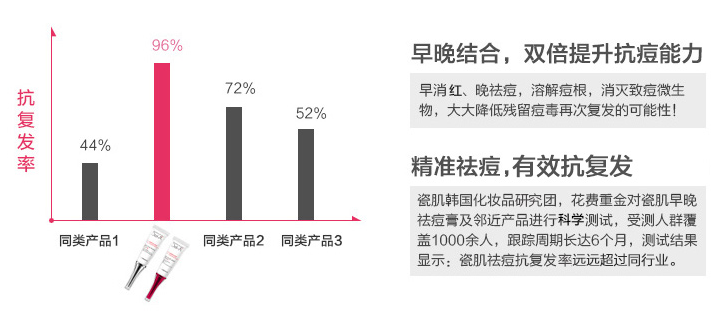 抗复发率
96%
72%
52%
44%
同类产品1
同类产品2
同类产品3
早晚结合，双倍提升抗痘能力
早消红、晚祛痘，溶解痘根，消灭致痘微生
物，大大降低残留痘毒再次复发的可能性！
精准祛痘，有效抗复发
瓷肌韩国化妆品研究团，花费重金对瓷肌早晚
祛痘膏及邻近产品进行科学测试，受测人群覆
盖1000余人，跟踪周期长达6个月，测试结果
显示：瓷肌祛痘抗复发率远远超过同行业。